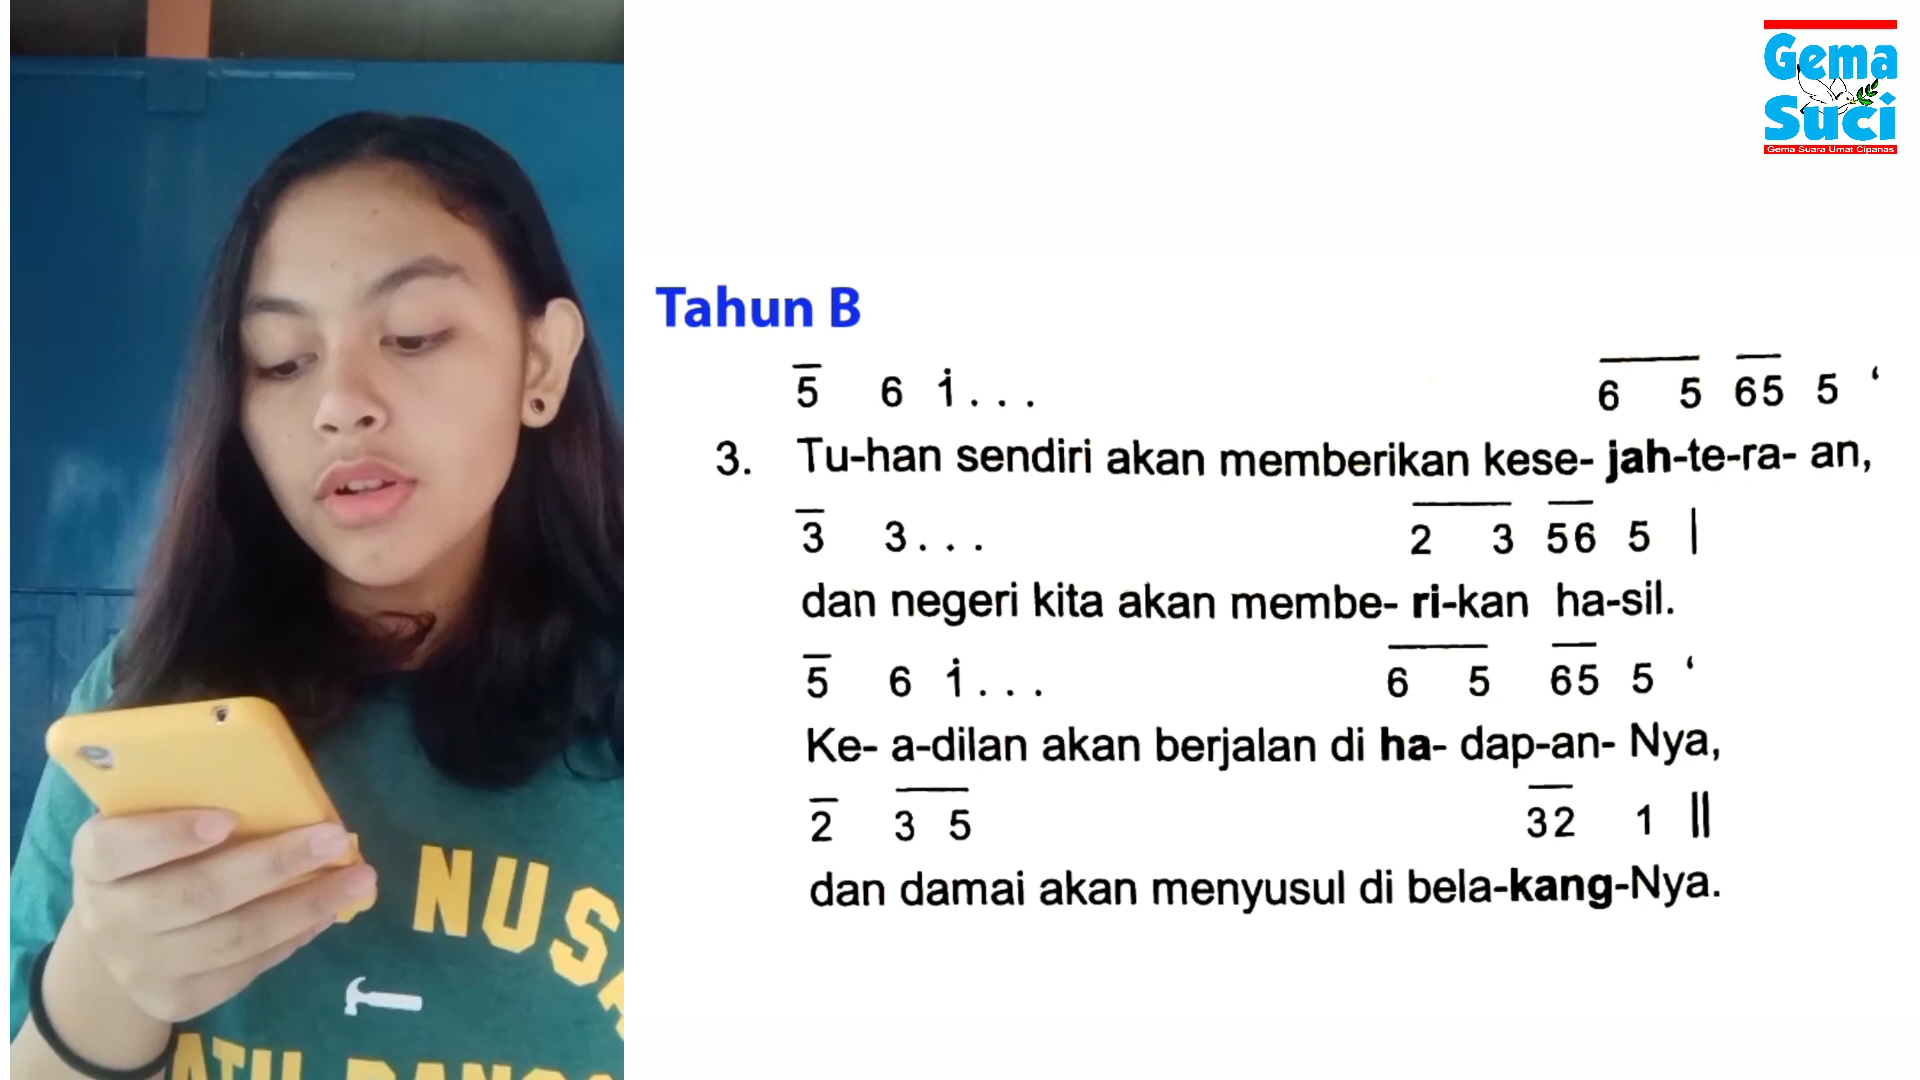 Gema
Suci
Gema Suara Umat Cipanas
Tahun B
5 6 1̇ . . . 6 5 65 5 ‘
3. Tu-han sendiri akan memberikan kese- jah-te-ra- an,
3 3 . . . 2 3 56 5 |
dan negeri kita akan membe- ri-kan ha-sil.
5 6 1̇ . . . 6 5 65 5 ‘
Ke- a-dilan akan berjalan di ha- dap-an- Nya,
2 3 5 32 1 ||
dan damai akan menyusul di bela-kang-Nya.
NUS